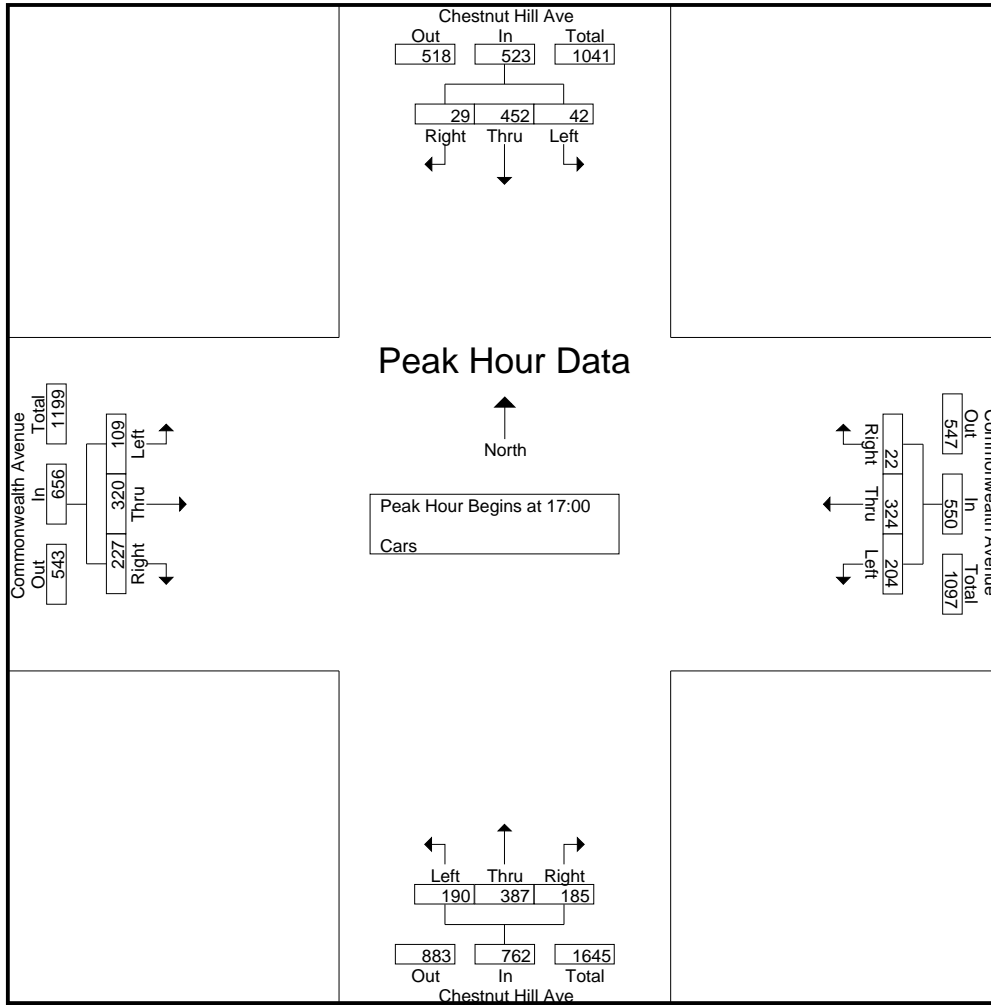 Chestnut Hill Ave
Out In Total
518 523 1041
29 452 42
Right Thru Left
Peak Hour Data
North
Peak Hour Begins at 17:00
Cars
Commonwealth Avenue
Total In Out
1199 656 543
109 320 227
Left Thru Right
Commonwealth Avenue
Out In Total
547 550 1097
22 324 204
Right Thru Left
Left Thru Right
190 387 185
883 762 1645
Out In Total
Chestnut Hill Ave